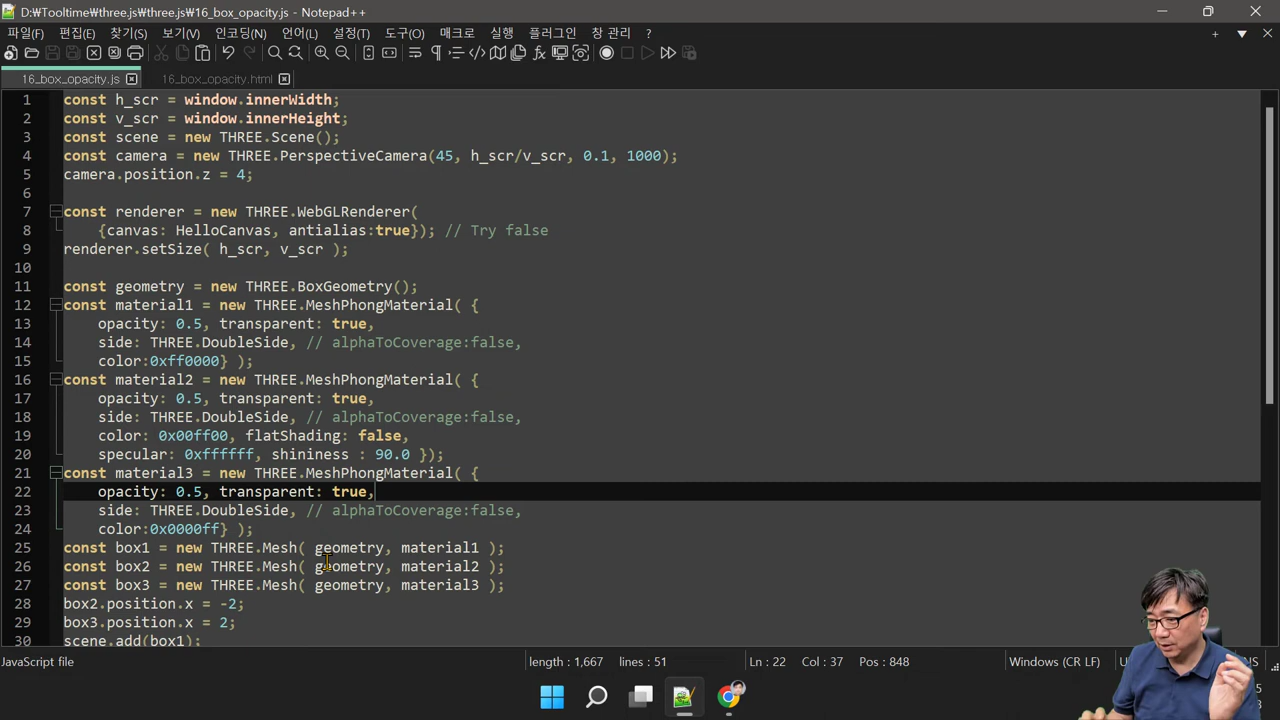 D:₩Tooltime₩three.js₩three.js₩16_box_opacity.js - Notepad++
파일(F) 편집(E) 찾기(S) 보기(V) 인코딩(N) 언어(L) 설정(T) 도구(O) 매크로 실행 플러그인 창 관리 ?
16_box_opacity.js 16_box_opacity.html
1 const h_scr = window.innerWidth;
2 const v_scr = window.innerHeight;
3 const scene = new THREE.Scene();
4 const camera = new THREE.PerspectiveCamera(45, h_scr/v_scr, 0.1, 1000);
5 camera.position.z = 4;
6
7 const renderer = new THREE.WebGLRenderer(
8 {canvas: HelloCanvas, antialias:true}); // Try false
9 renderer.setSize( h_scr, v_scr );
10
11 const geometry = new THREE.BoxGeometry();
12 const material1 = new THREE.MeshPhongMaterial( {
13 opacity: 0.5, transparent: true,
14 side: THREE.DoubleSide, // alphaToCoverage:false,
15 color:0xff0000} );
16 const material2 = new THREE.MeshPhongMaterial( {
17 opacity: 0.5, transparent: true,
18 side: THREE.DoubleSide, // alphaToCoverage:false,
19 color: 0x00ff00, flatShading: false,
20 specular: 0xffffff, shininess : 90.0 });
21 const material3 = new THREE.MeshPhongMaterial( {
22 opacity: 0.5, transparent: true,
23 side: THREE.DoubleSide, // alphaToCoverage:false,
24 color:0x0000ff} );
25 const box1 = new THREE.Mesh( geometry, material1 );
26 const box2 = new THREE.Mesh( geometry, material2 );
27 const box3 = new THREE.Mesh( geometry, material3 );
28 box2.position.x = -2;
29 box3.position.x = 2;
30 scene.add(box1);
JavaScript file length : 1,667 lines : 51 Ln : 22 Col : 37 Pos : 848 Windows (CR LF)